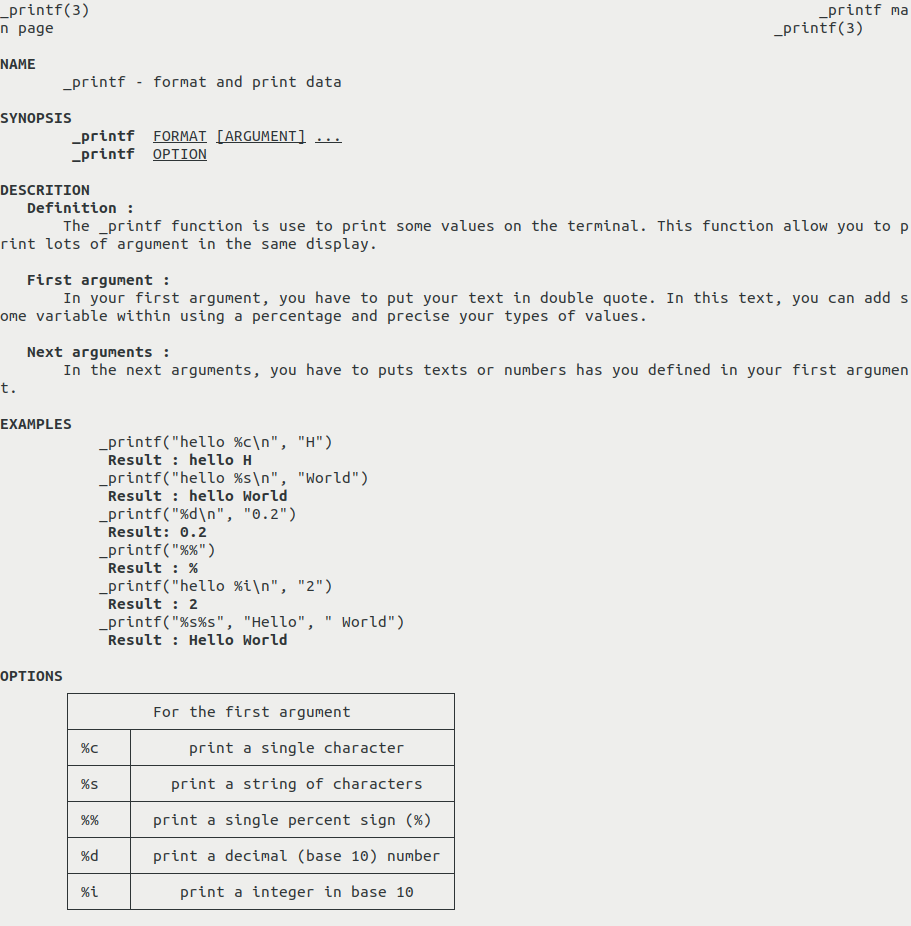 _printf(3) _printf ma
n page _printf(3)
NAME
_printf - format and print data
SYNOPSIS
_printf FORMAT [ARGUMENT] ...
_printf OPTION
DESCRITION
Definition :
The _printf function is use to print some values on the terminal. This function allow you to p
rint lots of argument in the same display.
First argument :
In your first argument, you have to put your text in double quote. In this text, you can add s
ome variable within using a percentage and precise your types of values.
Next arguments :
In the next arguments, you have to puts texts or numbers has you defined in your first argumen
t.
EXAMPLES
_printf("hello %c\n", "H")
Result : hello H
_printf("hello %s\n", "World")
Result : hello World
_printf("%d\n", "0.2")
Result: 0.2
_printf("%%")
Result : %
_printf("hello %i\n", "2")
Result : 2
_printf("%s%s", "Hello", " World")
Result : Hello World
OPTIONS
For the first argument
%c print a single character
%s print a string of characters
%% print a single percent sign (%)
%d print a decimal (base 10) number
%i print a integer in base 10